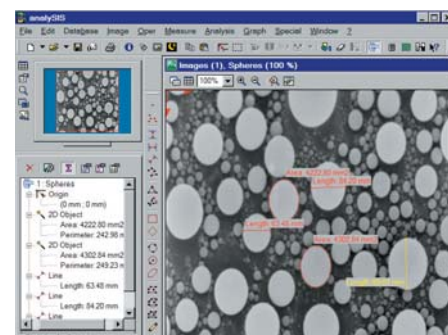 analySIS
File Edit Database Image Oper Measure Analysis Graph Special Window ?
100%
Images (1), Spheres (100 %)
100%
1: Spheres
Origin
(0 mm ; 0 mm)
2D Object
Area: 4222.80 mm2
Perimeter: 242.98 m
2D Object
Area: 4302.84 mm2
Perimeter: 249.23 m
Line
Length: 63.48 mm
Line
Length: 84.20 mm
Line
Area: 4222.80 mm2
Length: 84.20 mm
Length: 63.48 mm
Area: 4302.84 mm2